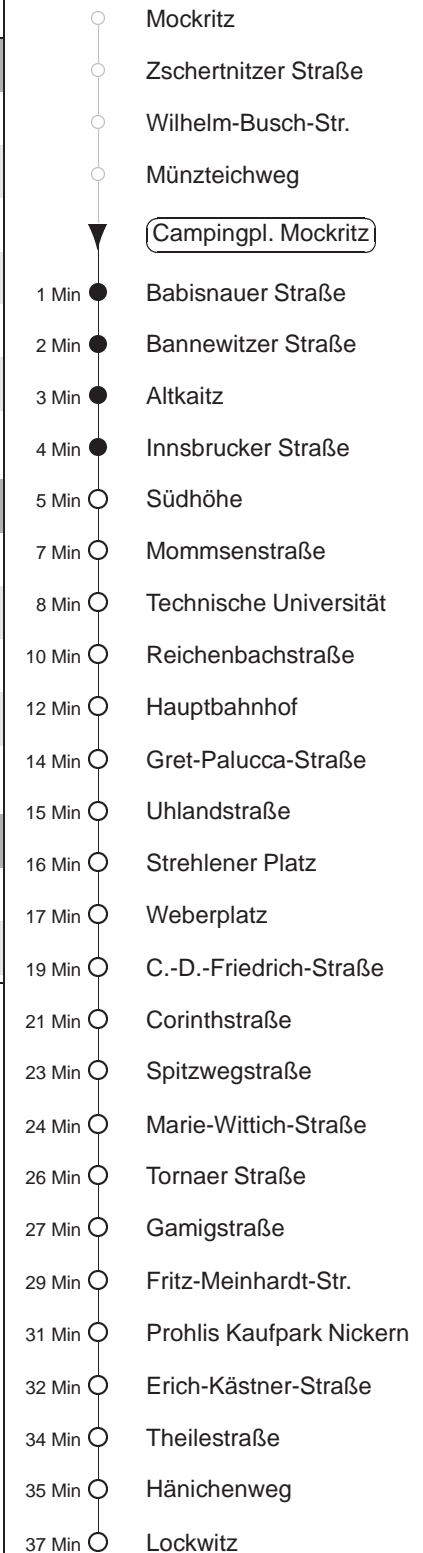 Mockritz
Zschertnitzer Straße
Wilhelm-Busch-Str.
Münzteichweg
Campingpl. Mockritz
1 Min Babisnauer Straße
2 Min Bannewitzer Straße
3 Min Altkaitz
4 Min Innsbrucker Straße
5 Min Südhöhe
7 Min Mommsenstraße
8 Min Technische Universität
10 Min Reichenbachstraße
12 Min Hauptbahnhof
14 Min Gret-Palucca-Straße
15 Min Uhlandstraße
16 Min Strehlener Platz
17 Min Weberplatz
19 Min C.-D.-Friedrich-Straße
21 Min Corinthstraße
23 Min Spitzwegstraße
24 Min Marie-Wittich-Straße
26 Min Tornaer Straße
27 Min Gamigstraße
29 Min Fritz-Meinhardt-Str.
31 Min Prohlis Kaufpark Nickern
32 Min Erich-Kästner-Straße
34 Min Theilestraße
35 Min Hänichenweg
37 Min Lockwitz